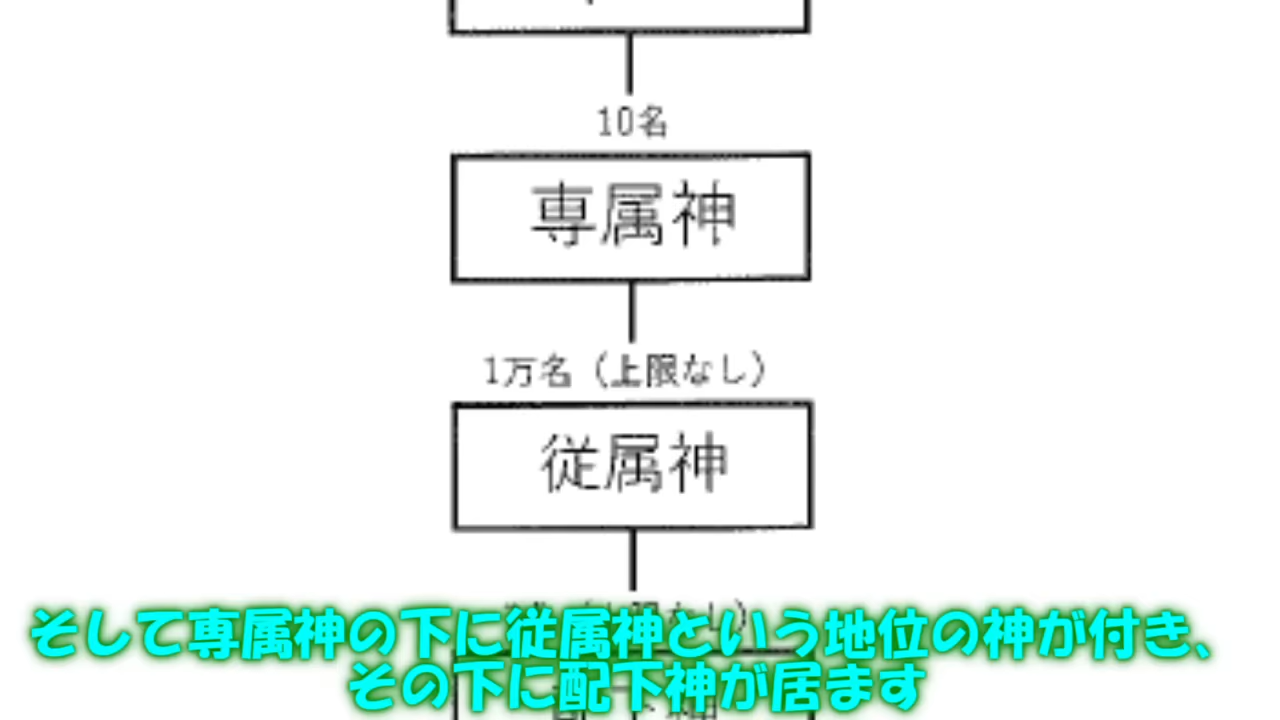 10名
専属神
1万名（上限なし）
従属神
そして専属神の下に従属神という地位の神が付き、
その下に配下神が居ます